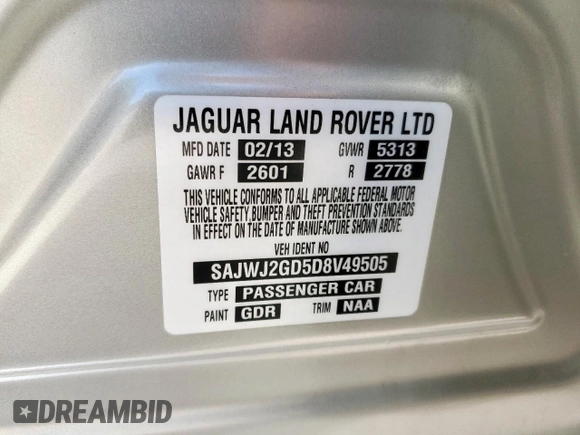 JAGUAR LAND ROVER LTD
MFD DATE 02/13 GVWR 5313
GAWR F 2601 R 2778
THIS VEHICLE CONFORMS TO ALL APPLICABLE FEDERAL MOTOR
VEHICLE SAFETY,BUMPER AND THEFT PREVENTION STANDARDS
IN EFFECT ON THE DATE OF MANUFACTURE SHOWN ABOVE.
VEH IDENT NO
SAJWJ2GD5D8V49505
TYPE PASSENGER CAR
PAINT GDR TRIM NAA
DREAMBID